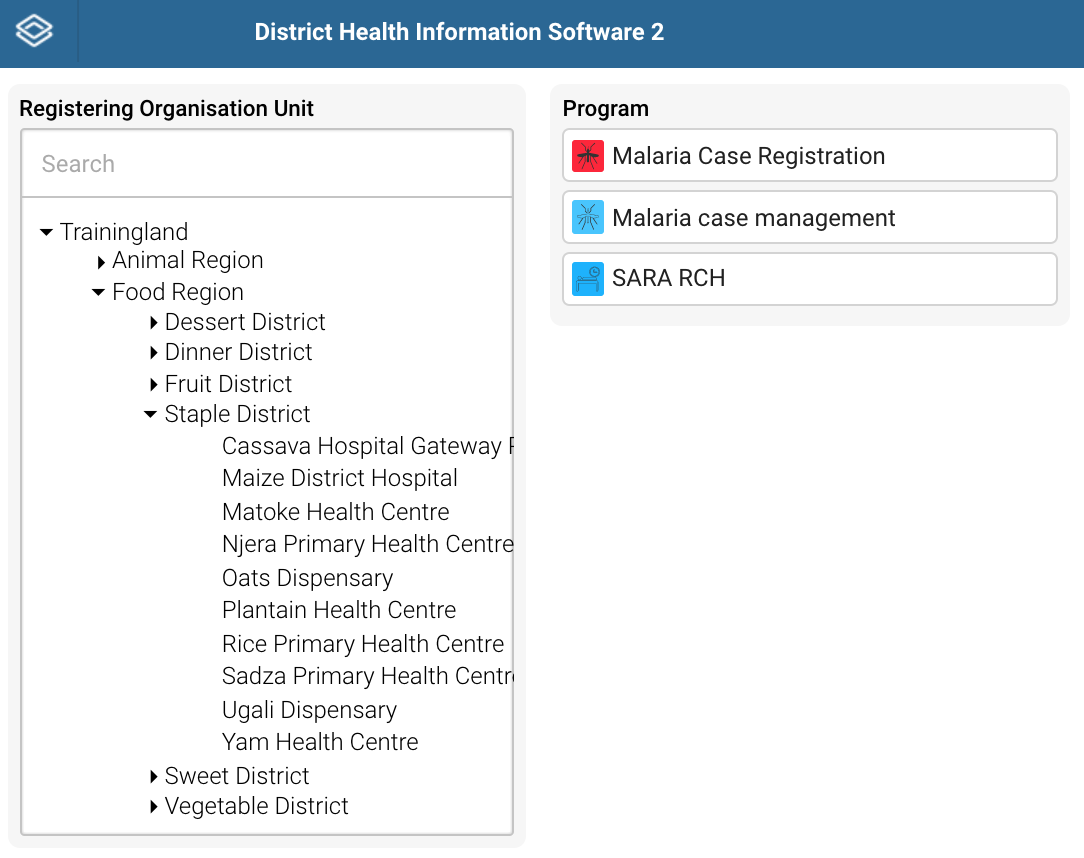 District Health Information Software 2
Registering Organisation Unit
Search
Trainingland
Animal Region
Food Region
Dessert District
Dinner District
Fruit District
Staple District
Cassava Hospital Gateway
Maize District Hospital
Matoke Health Centre
Njera Primary Health Centre
Oats Dispensary
Plantain Health Centre
Rice Primary Health Centre
Sadza Primary Health Centre
Ugali Dispensary
Yam Health Centre
Sweet District
Vegetable District
Program
Malaria Case Registration
Malaria case management
SARA RCH